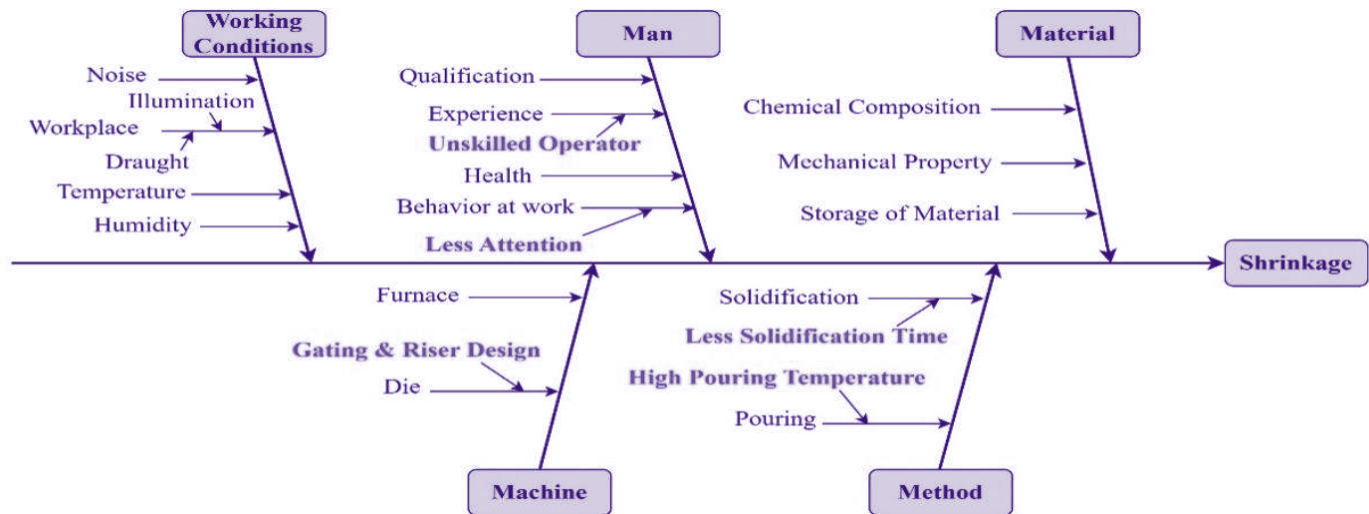 Working
Conditions
Noise
Illumination
Workplace
Draught
Temperature
Humidity
Man
Qualification
Experience
Unskilled Operator
Health
Behavior at work
Less Attention
Material
Chemical Composition
Mechanical Property
Storage of Material
Shrinkage
Furnace
Gating & Riser Design
Die
Machine
Solidification
Less Solidification Time
High Pouring Temperature
Pouring
Method